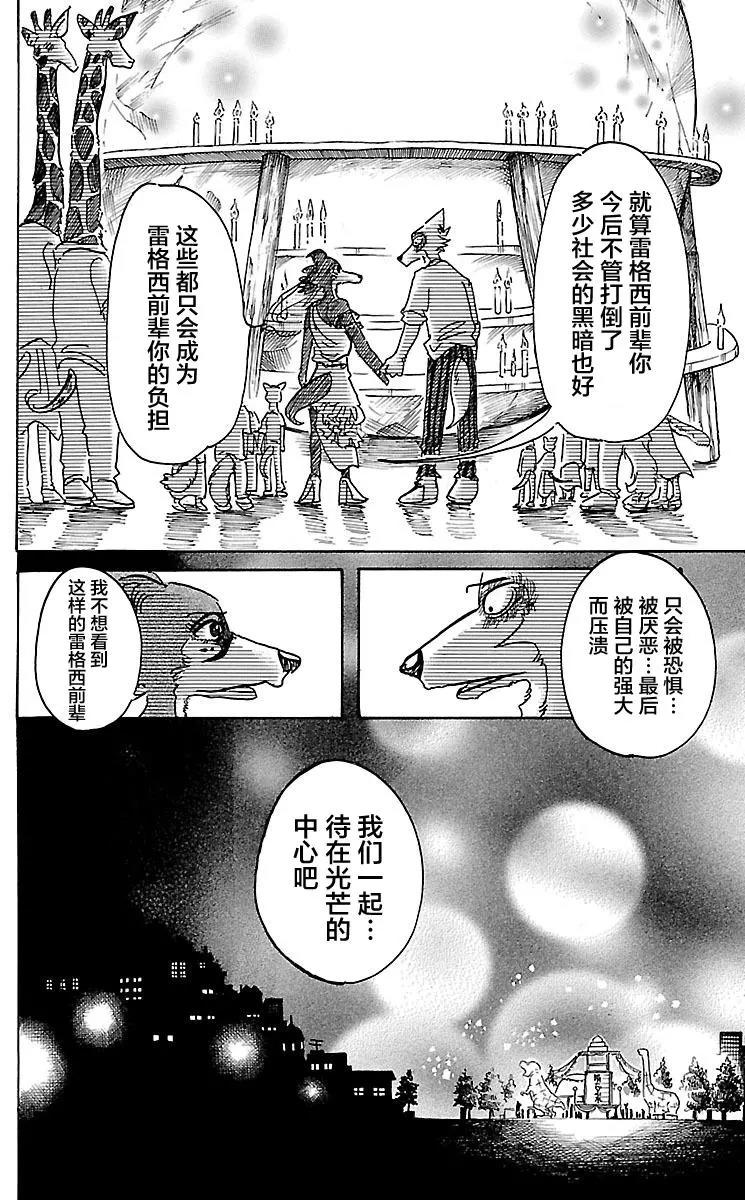 就算雷格西前辈你
今后不管打倒了
多少社会的黑暗也好
这些都只会成为
雷格西前辈你的负担
只会被恐惧…
被厌恶…最后
被自己的强大
而压溃
我不想看到
这样的雷格西前辈
我们一起…
待在光芒的
中心吧